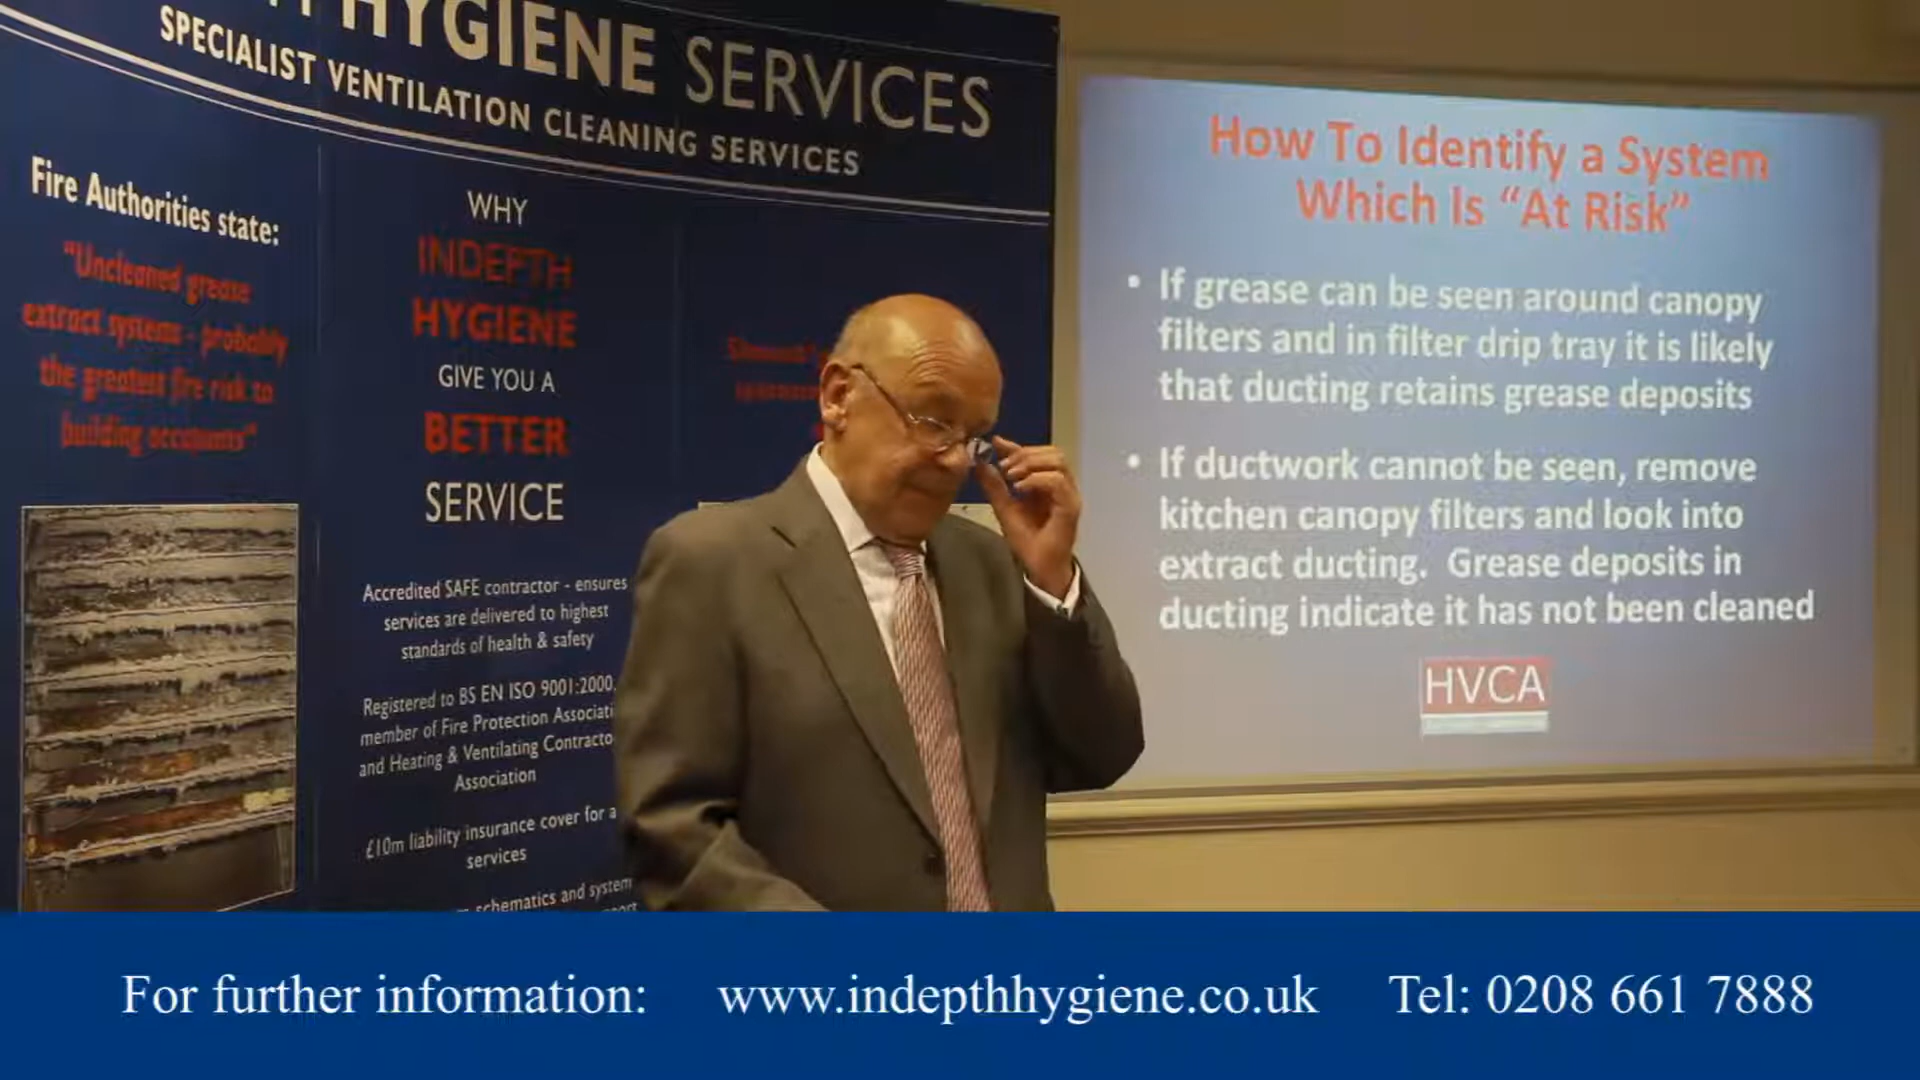 HYGIENE SERVICES
SPECIALIST VENTILATION CLEANING SERVICES
Fire Authorities state:
"Uncleaned grease
extract systems - probably
the greatest fire risk to
building occupants"
WHY
INDEPTH
HYGIENE
GIVE YOU A
BETTER
SERVICE
Accredited SAFE contractor - ensures
services are delivered to highest
standards of health & safety
Registered to BS EN ISO 9001:2000,
member of Fire Protection Associati
and Heating & Ventilating Contracto
Association
£10m liability insurance cover for a
services
schematics and system
How To Identify a System
Which Is "At Risk"
• If grease can be seen around canopy
filters and in filter drip tray it is likely
that ducting retains grease deposits
• If ductwork cannot be seen, remove
kitchen canopy filters and look into
extract ducting. Grease deposits in
ducting indicate it has not been cleaned
HVCA
For further information: www.indepthhygiene.co.uk Tel: 0208 661 7888